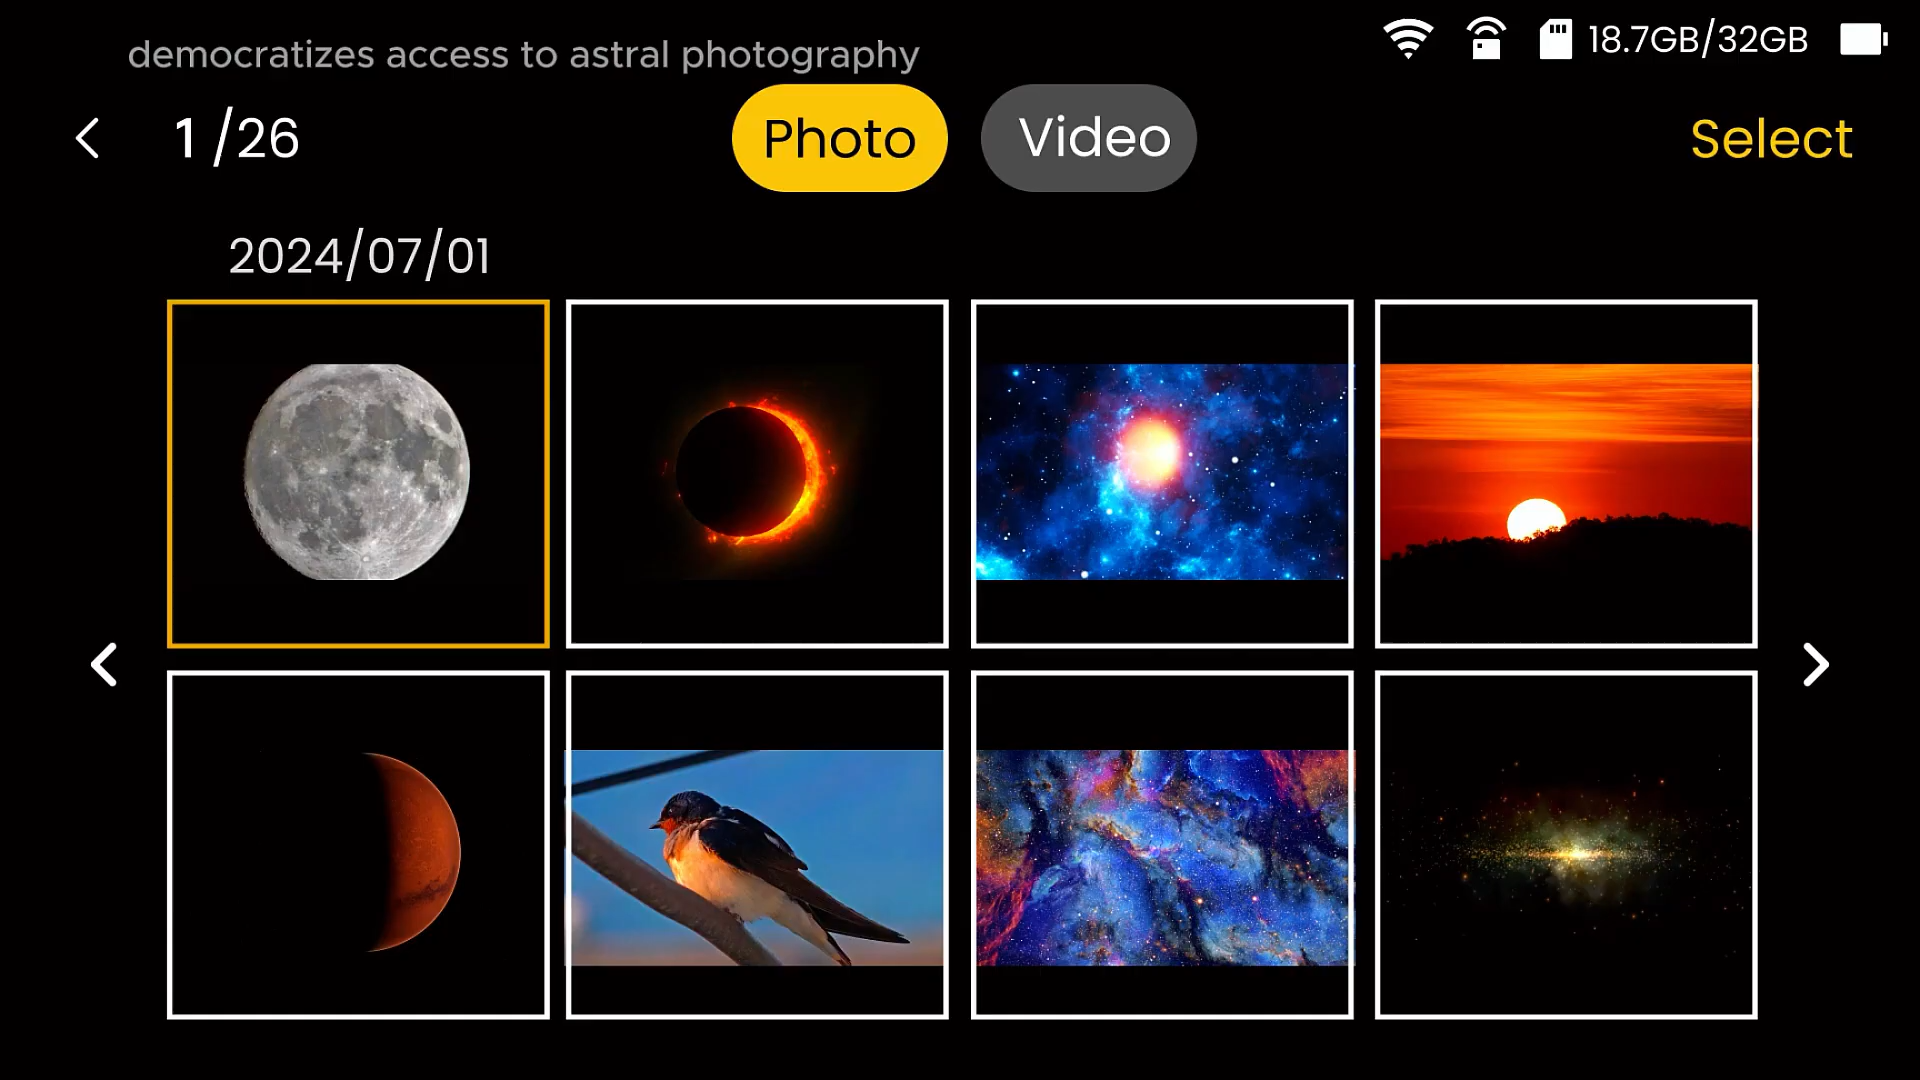 democratizes access to astral photography
18.7GB/32GB
1 /26
Photo
Video
Select
2024/07/01